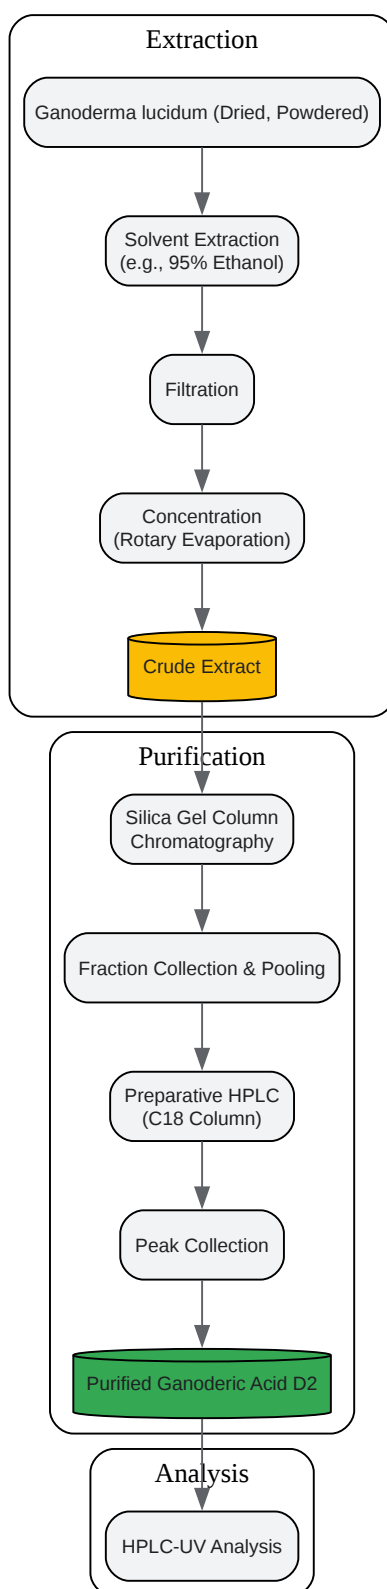 Extraction
Ganoderma lucidum (Dried, Powdered)
Solvent Extraction
(e.g., 95% Ethanol)
Filtration
Concentration
(Rotary Evaporation)
Crude Extract
Purification
Silica Gel Column
Chromatography
Fraction Collection & Pooling
Preparative HPLC
(C18 Column)
Peak Collection
Purified Ganoderic Acid D2
Analysis
HPLC-UV Analysis